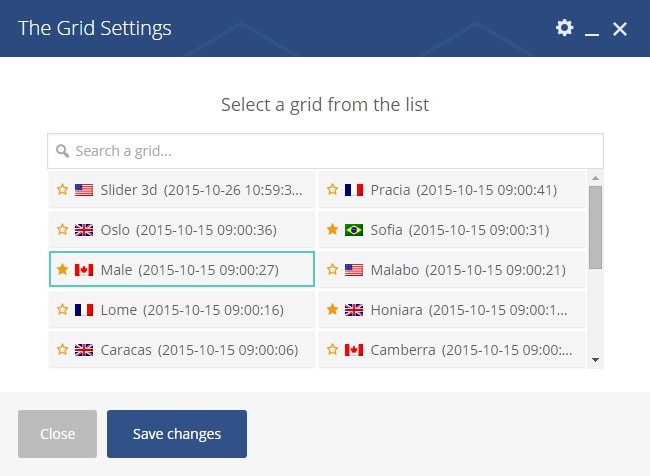 The Grid Settings
Select a grid from the list
Search a grid...
Slider 3d (2015-10-26 10:59:3...
Pracia (2015-10-15 09:00:41)
Oslo (2015-10-15 09:00:36)
Sofia (2015-10-15 09:00:31)
Male (2015-10-15 09:00:27)
Malabo (2015-10-15 09:00:21)
Lome (2015-10-15 09:00:16)
Honiara (2015-10-15 09:00:1...
Caracas (2015-10-15 09:00:06)
Camberra (2015-10-15 09:00:...
Close
Save changes